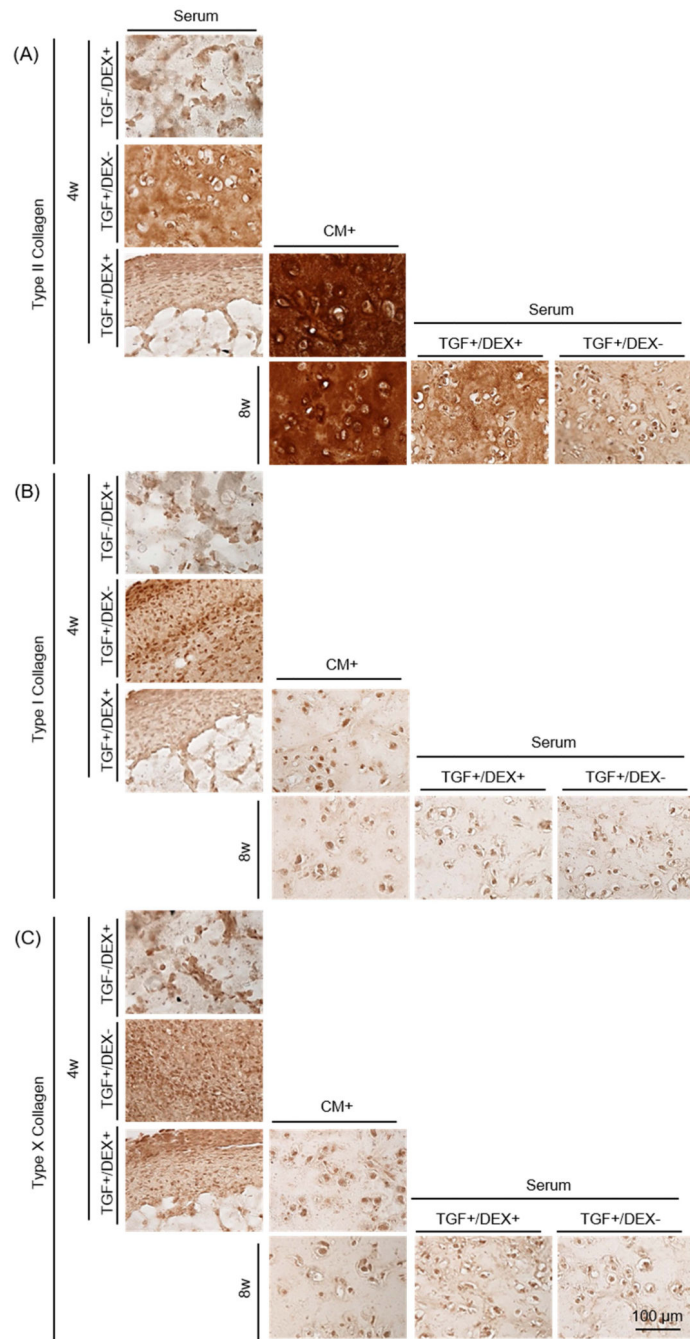 Serum
(A)
Type II Collagen
4w
TGF-/DEX+
TGF+/DEX-
TGF+/DEX+
CM+
Serum
TGF+/DEX+
TGF+/DEX-
8w
(B)
Type I Collagen
4w
TGF-/DEX+
TGF+/DEX-
TGF+/DEX+
CM+
Serum
TGF+/DEX+
TGF+/DEX-
8w
(C)
Type X Collagen
4w
TGF-/DEX+
TGF+/DEX-
TGF+/DEX+
CM+
Serum
TGF+/DEX+
TGF+/DEX-
8w
100 µm